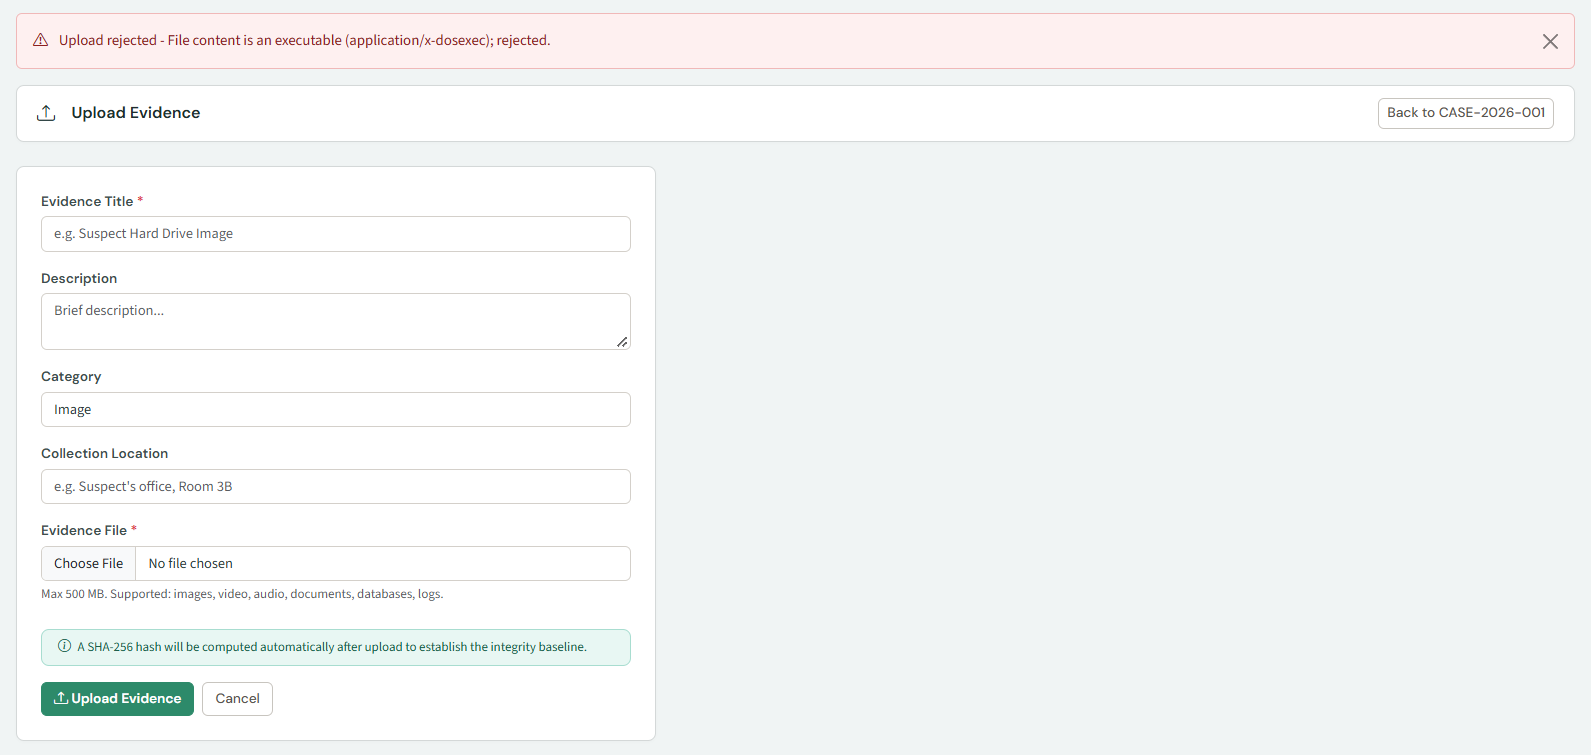 Upload rejected - File content is an executable (application/x-dosexec); rejected.
Upload Evidence
Back to CASE-2026-001
Evidence Title *
e.g. Suspect Hard Drive Image
Description
Brief description...
Category
Image
Collection Location
e.g. Suspect's office, Room 3B
Evidence File *
Choose File No file chosen
Max 500 MB. Supported: images, video, audio, documents, databases, logs.
A SHA-256 hash will be computed automatically after upload to establish the integrity baseline.
Upload Evidence Cancel